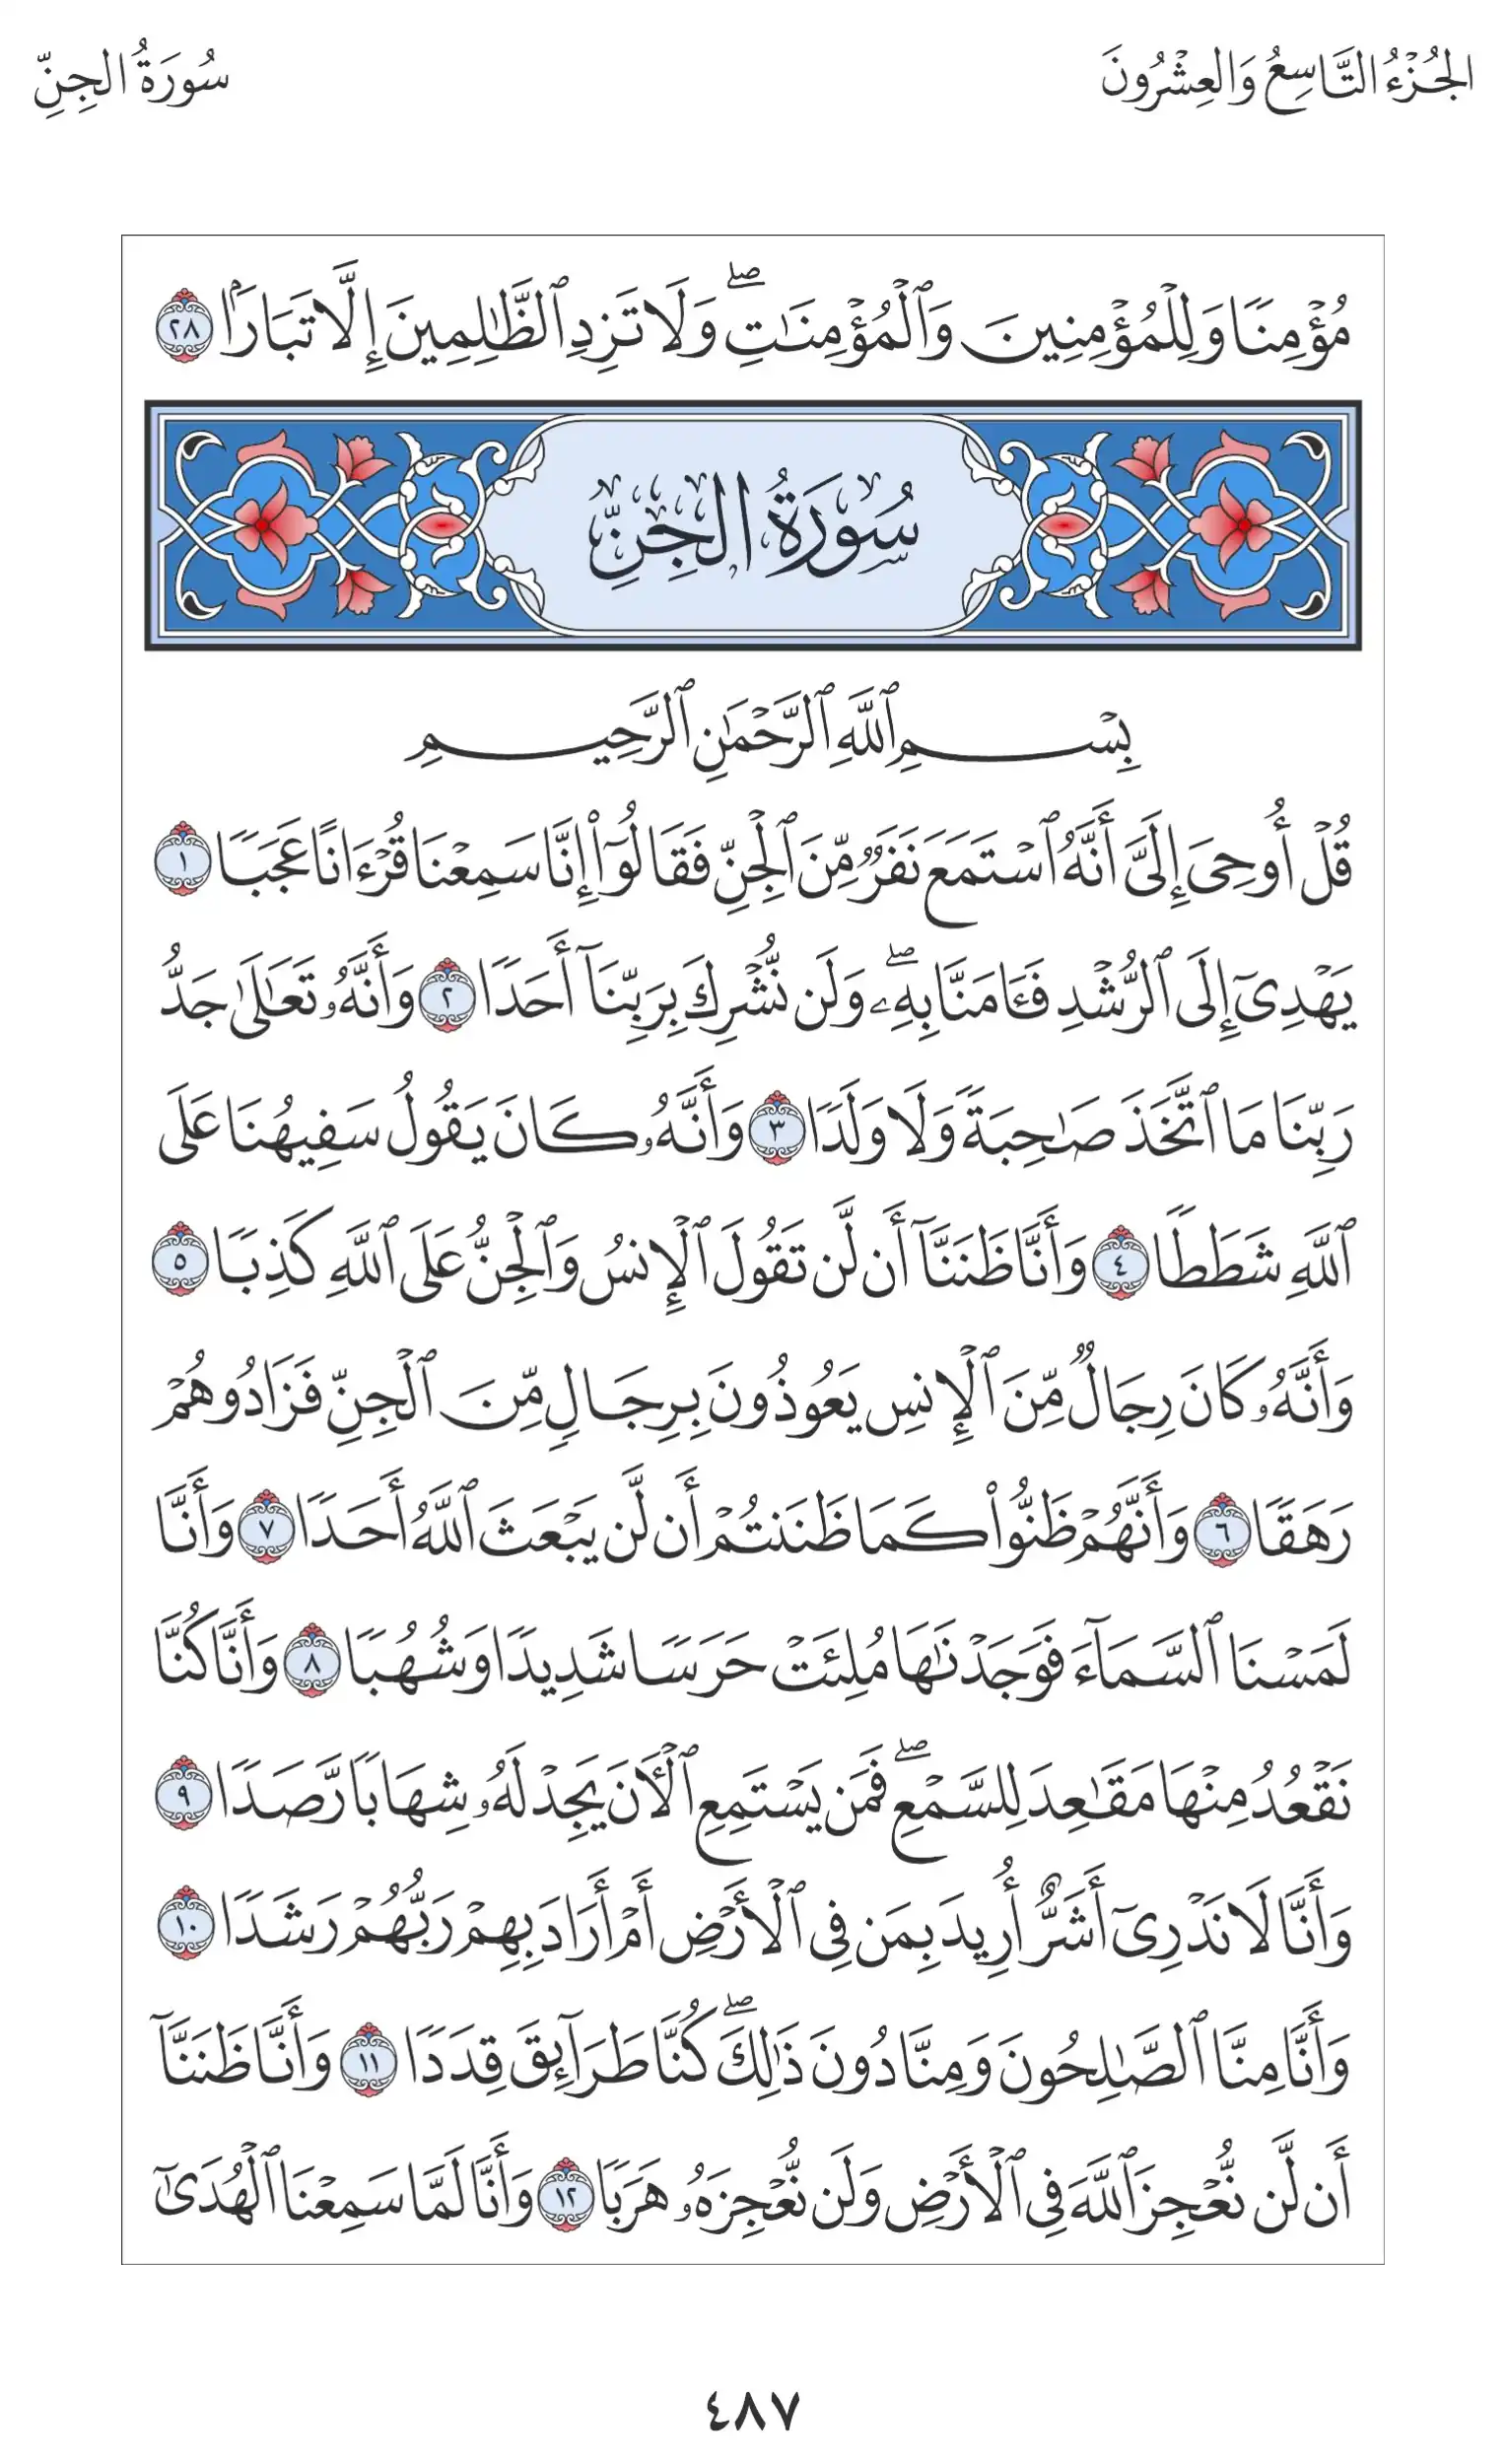 الجُزْءُ التَّاسِعُ وَالعِشْرُونَ
سُورَةُ الجِنِّ
مُؤْمِنًا وَلِلْمُؤْمِنِينَ وَٱلْمُؤْمِنَـٰتِۖ وَلَا تَزِدِ ٱلظَّـٰلِمِينَ إِلَّا تَبَارَۢا ٢٨
سُورَةُ الجِنِّ
بِسْمِ ٱللَّهِ ٱلرَّحْمَـٰنِ ٱلرَّحِيمِ
قُلْ أُوحِىَ إِلَىَّ أَنَّهُ ٱسْتَمَعَ نَفَرٌ مِّنَ ٱلْجِنِّ فَقَالُوٓا۟ إِنَّا سَمِعْنَا قُرْءَانًا عَجَبًا ١
يَهْدِىٓ إِلَى ٱلرُّشْدِ فَـَٔامَنَّا بِهِۦۖ وَلَن نُّشْرِكَ بِرَبِّنَآ أَحَدًا ٢ وَأَنَّهُۥ تَعَـٰلَىٰ جَدُّ
رَبِّنَا مَا ٱتَّخَذَ صَـٰحِبَةً وَلَا وَلَدًا ٣ وَأَنَّهُۥ كَانَ يَقُولُ سَفِيهُنَا عَلَى
ٱللَّهِ شَطَطًا ٤ وَأَنَّا ظَنَنَّآ أَن لَّن تَقُولَ ٱلْإِنسُ وَٱلْجِنُّ عَلَى ٱللَّهِ كَذِبًا ٥
وَأَنَّهُۥ كَانَ رِجَالٌ مِّنَ ٱلْإِنسِ يَعُوذُونَ بِرِجَالٍ مِّنَ ٱلْجِنِّ فَزَادُوهُمْ
رَهَقًا ٦ وَأَنَّهُمْ ظَنُّوا۟ كَمَا ظَنَنتُمْ أَن لَّن يَبْعَثَ ٱللَّهُ أَحَدًا ٧ وَأَنَّا
لَمَسْنَا ٱلسَّمَآءَ فَوَجَدْنَـٰهَا مُلِئَتْ حَرَسًا شَدِيدًا وَشُهُبًا ٨ وَأَنَّا كُنَّا
نَقْعُدُ مِنْهَا مَقَـٰعِدَ لِلسَّمْعِۖ فَمَن يَسْتَمِعِ ٱلْـَٔانَ يَجِدْ لَهُۥ شِهَابًا رَّصَدًا ٩
وَأَنَّا لَا نَدْرِىٓ أَشَرٌّ أُرِيدَ بِمَن فِى ٱلْأَرْضِ أَمْ أَرَادَ بِهِمْ رَبُّهُمْ رَشَدًا ١٠
وَأَنَّا مِنَّا ٱلصَّـٰلِحُونَ وَمِنَّا دُونَ ذَٰلِكَۖ كُنَّا طَرَآئِقَ قِدَدًا ١١ وَأَنَّا ظَنَنَّآ
أَن لَّن نُّعْجِزَ ٱللَّهَ فِى ٱلْأَرْضِ وَلَن نُّعْجِزَهُۥ هَرَبًا ١٢ وَأَنَّا لَمَّا سَمِعْنَا ٱلْهُدَىٰٓ
٤٨٧